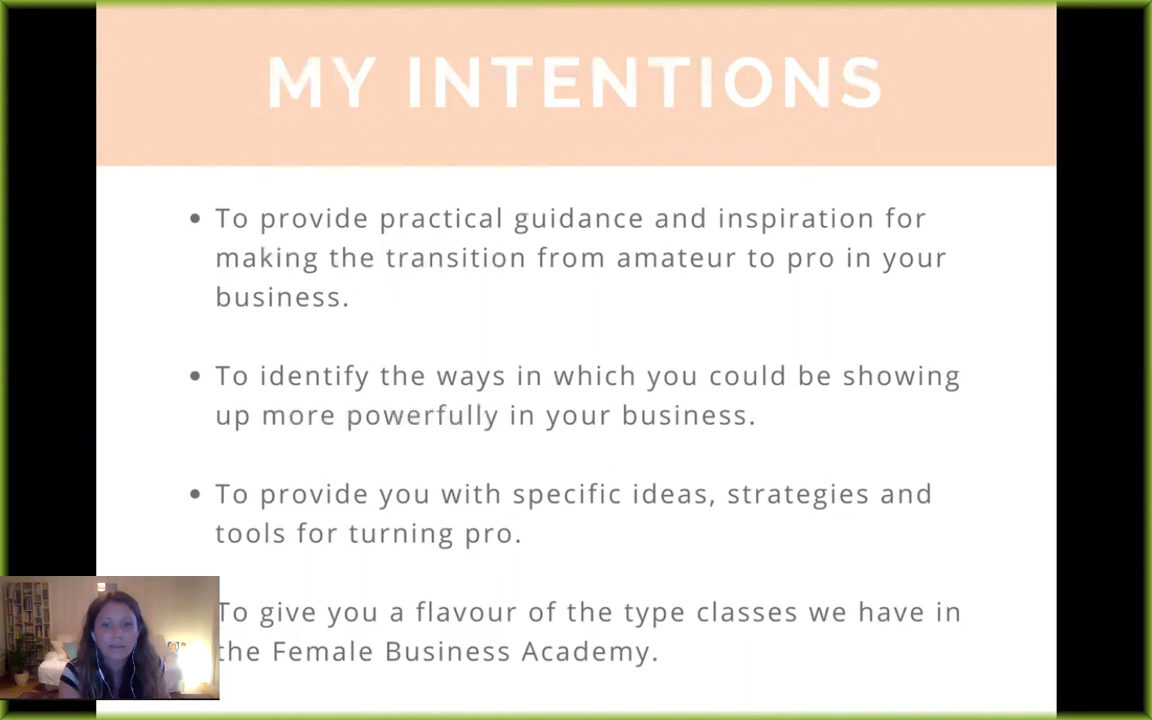 MY INTENTIONS
To provide practical guidance and inspiration for
making the transition from amateur to pro in your
business.
To identify the ways in which you could be showing
up more powerfully in your business.
To provide you with specific ideas, strategies and
tools for turning pro.
To give you a flavour of the type classes we have in
the Female Business Academy.